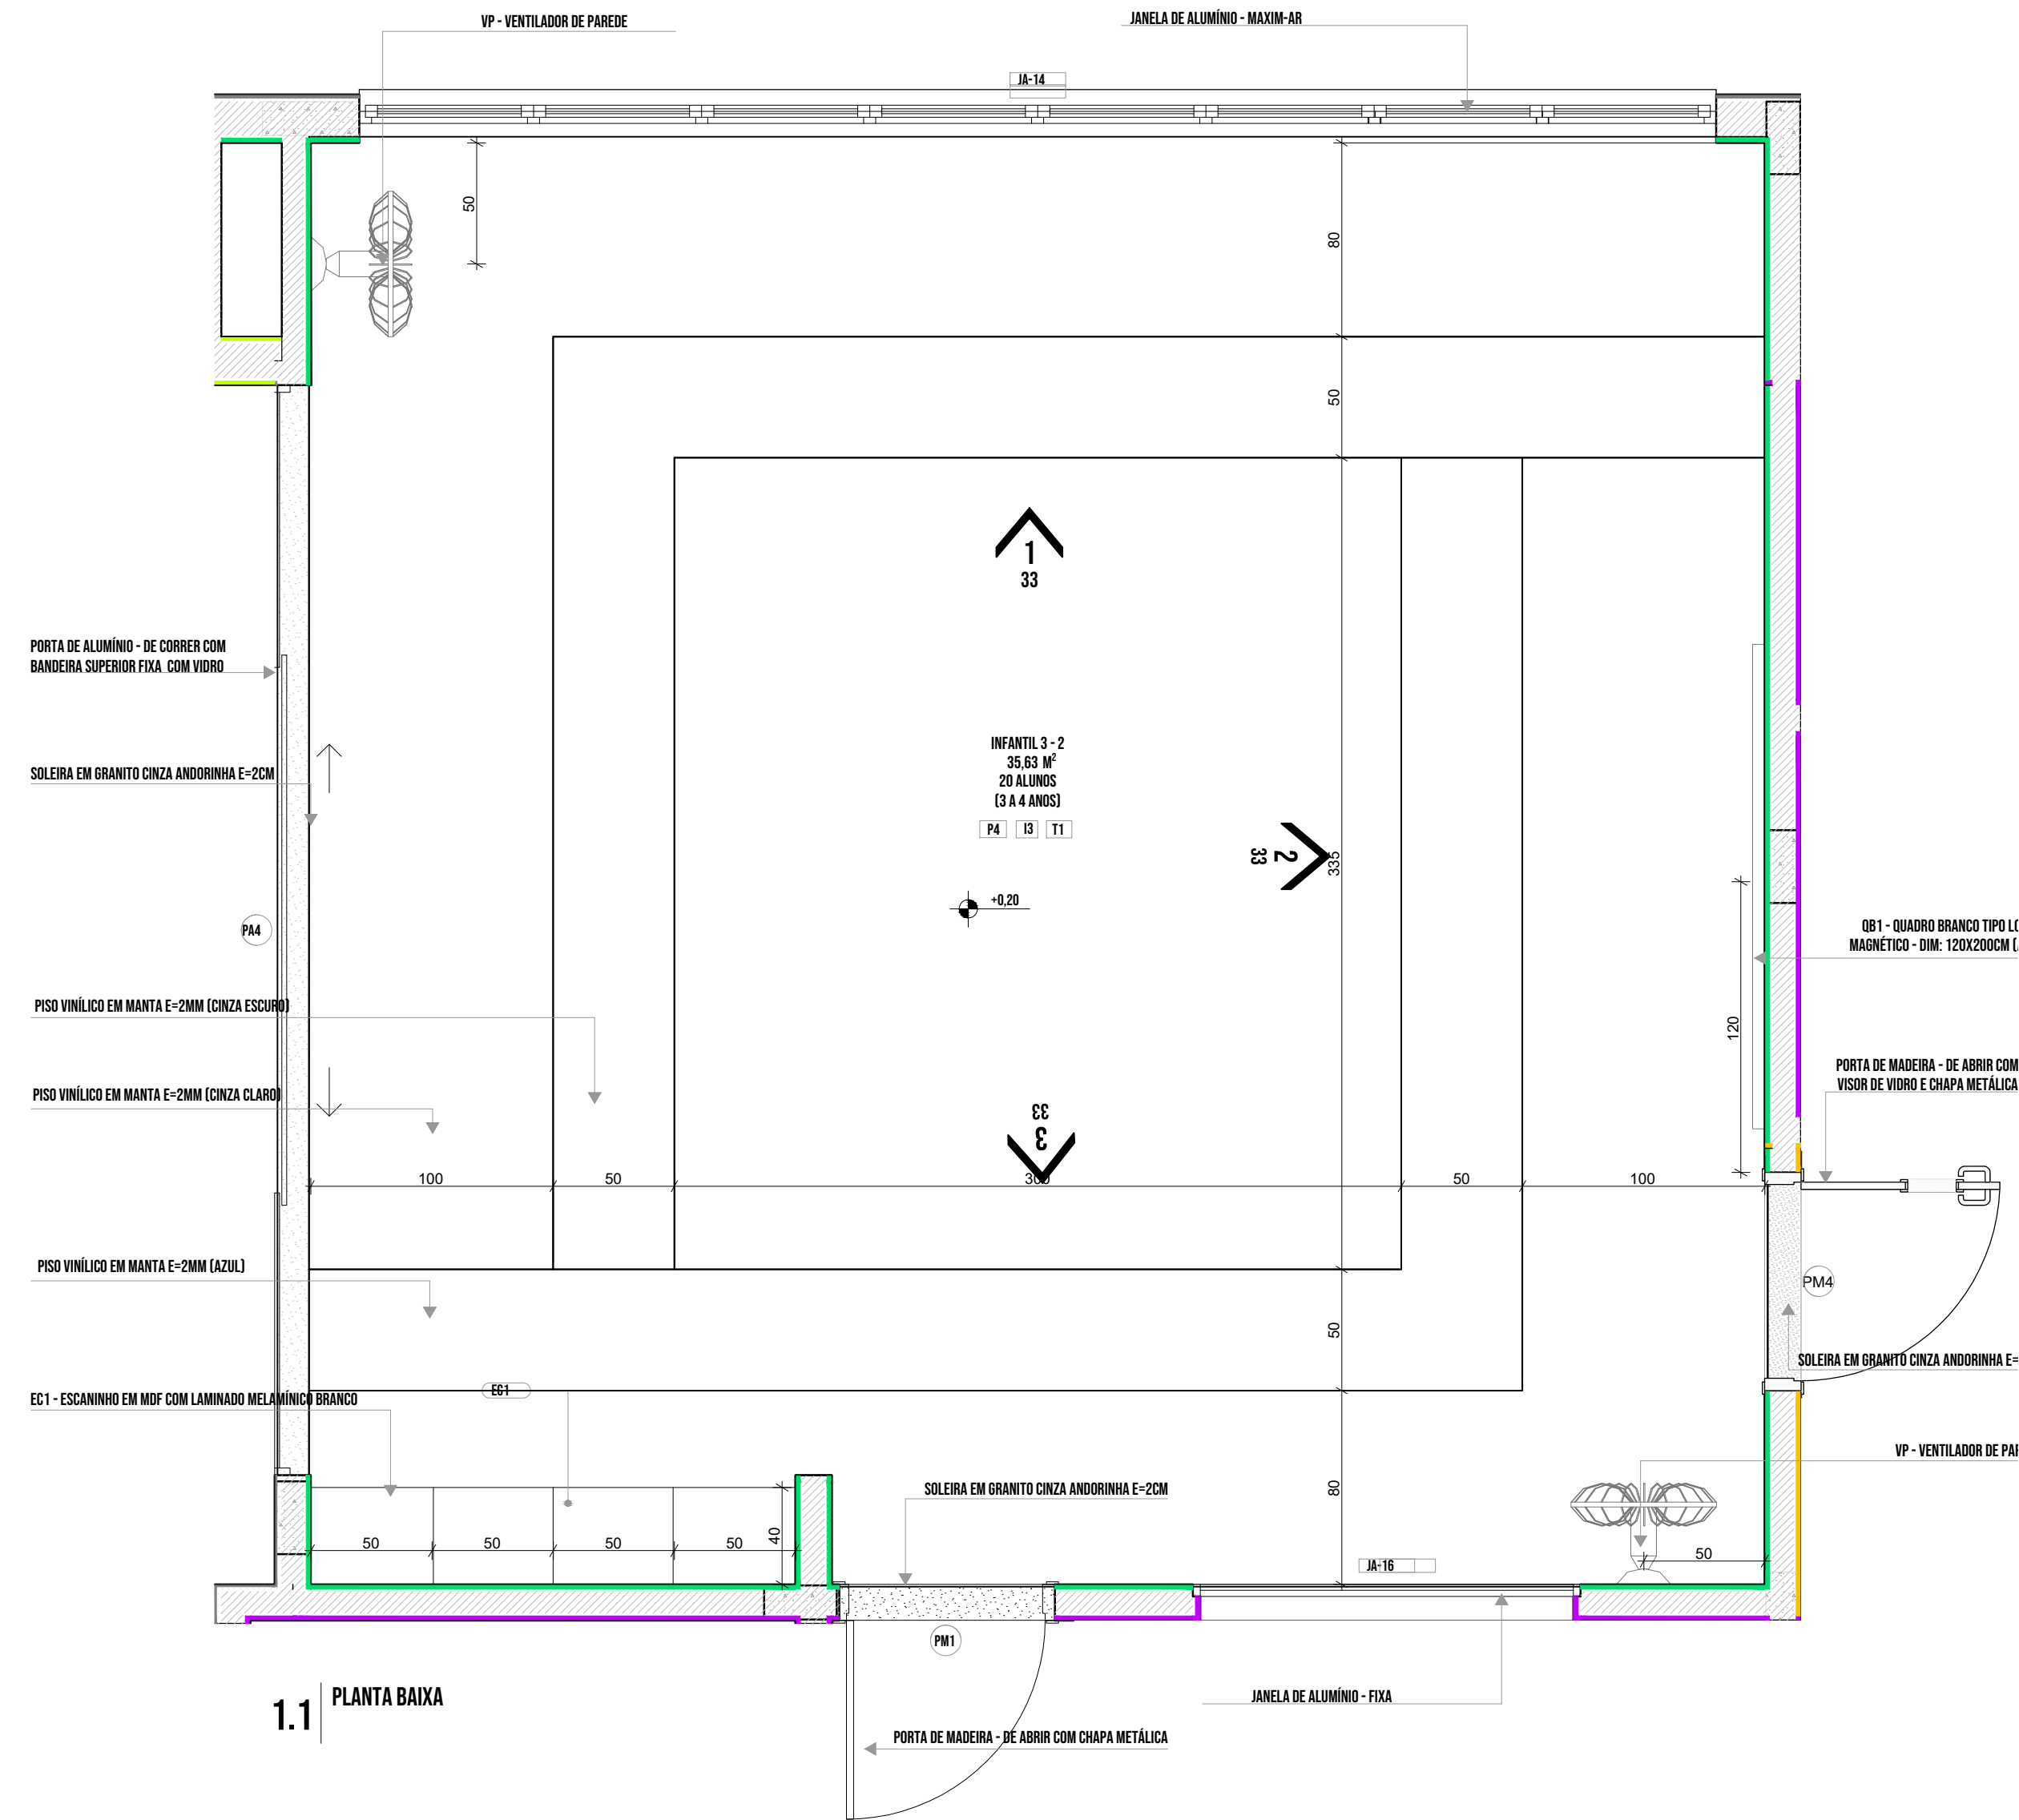 VP - VENTILADOR DE PAREDE
JANELA DE ALUMÍNIO - MAXIM-AR
JA-14
50
80
50
1
33
PORTA DE ALUMÍNIO - DE CORRER COM
BANDEIRA SUPERIOR FIXA COM VIDRO
INFANTIL 3 - 2
35,63 M²
20 ALUNOS
(3 A 4 ANOS)
P4 I3 T1
SOLEIRA EM GRANITO CINZA ANDORINHA E=2CM
2
33
335
+0,20
PA4
QB1 - QUADRO BRANCO TIPO LO
MAGNÉTICO - DIM: 120X200CM (
PISO VINÍLICO EM MANTA E=2MM (CINZA ESCURO)
120
PORTA DE MADEIRA - DE ABRIR COM
VISOR DE VIDRO E CHAPA METÁLICA
PISO VINÍLICO EM MANTA E=2MM (CINZA CLARO)
33
3
100 50 300 50 100
PISO VINÍLICO EM MANTA E=2MM (AZUL)
PM4
50
SOLEIRA EM GRANITO CINZA ANDORINHA E=
EC1 - ESCANINHO EM MDF COM LAMINADO MELAMÍNICO BRANCO
EC1
VP - VENTILADOR DE PAR
SOLEIRA EM GRANITO CINZA ANDORINHA E=2CM
80
40
50 50 50 50
50
JA-16
PM1
1.1 PLANTA BAIXA
JANELA DE ALUMÍNIO - FIXA
PORTA DE MADEIRA - DE ABRIR COM CHAPA METÁLICA